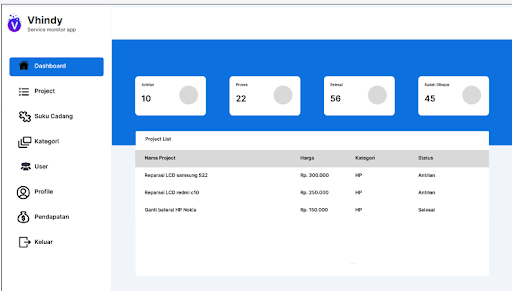 Vhindy
Service monitor app
Dashboard
Project
Suku Cadang
Kategori
User
Profile
Pendapatan
Keluar
Antrian
10
Proses
22
Selesai
56
Sudah Dibayar
45
Project List
Nama Project Harga Kategori Status
Reparasi LCD samsung S22 Rp. 300.000 HP Antrian
Reparasi LCD redmi c10 Rp. 250.000 HP Antrian
Ganti baterai HP Nokia Rp. 150.000 HP Selesai